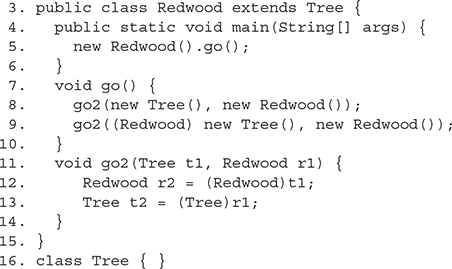 3. public class Redwood extends Tree {
4.   public static void main(String[] args) {
5.     new Redwood().go();
6.   }
7.   void go() {
8.     go2(new Tree(), new Redwood());
9.     go2((Redwood) new Tree(), new Redwood());
10.   }
11.   void go2(Tree t1, Redwood r1) {
12.      Redwood r2 = (Redwood)t1;
13.      Tree t2 = (Tree)r1;
14.   }
15. }
16. class Tree { }